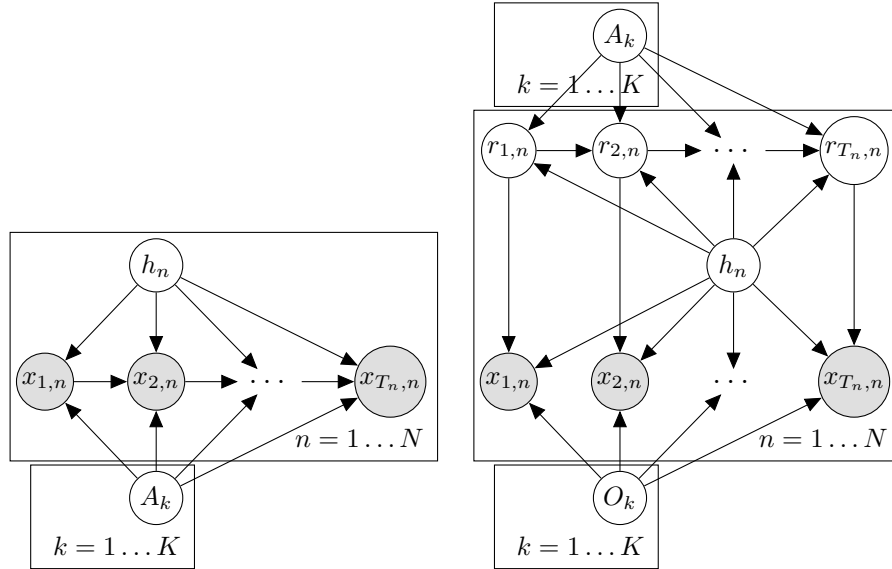 h_n
x_{1,n} x_{2,n} · · · x_{T_n,n}
n = 1 . . . N
A_k
k = 1 . . . K
A_k
k = 1 . . . K
r_{1,n} r_{2,n} · · · r_{T_n,n}
h_n
x_{1,n} x_{2,n} · · · x_{T_n,n}
n = 1 . . . N
O_k
k = 1 . . . K